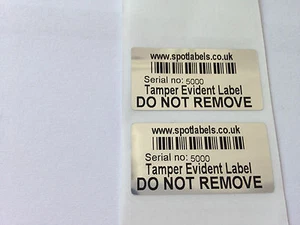 www.spotlabels.co.uk
Serial no: 5000
Tamper Evident Label
DO NOT REMOVE
www.spotlabels.co.uk
Serial no: 5000
Tamper Evident Label
DO NOT REMOVE